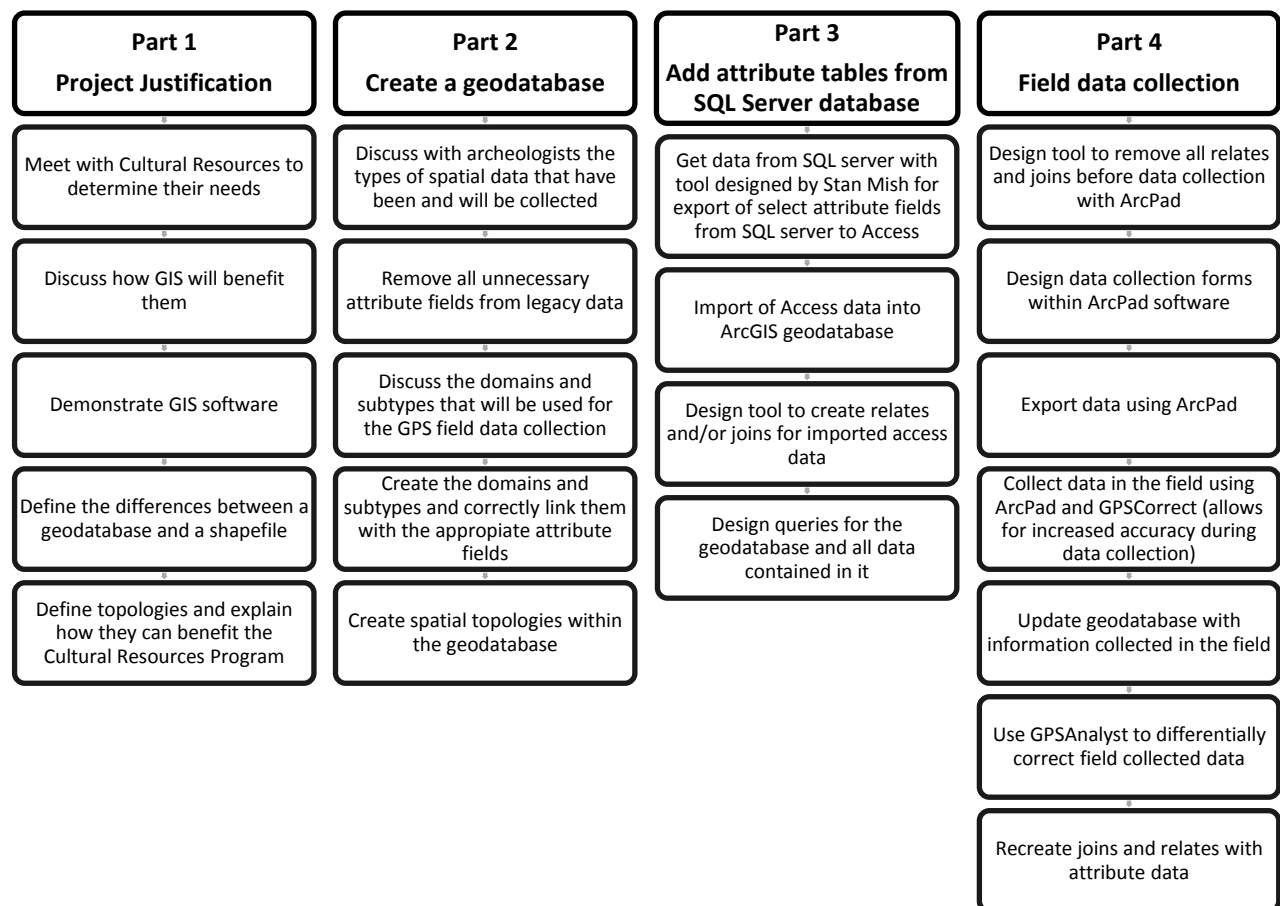 Part 1
Project Justification
Meet with Cultural Resources to
determine their needs
Discuss how GIS will benefit
them
Demonstrate GIS software
Define the differences between a
geodatabase and a shapefile
Define topologies and explain
how they can benefit the
Cultural Resources Program
Part 2
Create a geodatabase
Discuss with archeologists the
types of spatial data that have
been and will be collected
Remove all unnecessary
attribute fields from legacy data
Discuss the domains and
subtypes that will be used for
the GPS field data collection
Create the domains and
subtypes and correctly link them
with the appropiate attribute
fields
Create spatial topologies within
the geodatabase
Part 3
Add attribute tables from
SQL Server database
Get data from SQL server with
tool designed by Stan Mish for
export of select attribute fields
from SQL server to Access
Import of Access data into
ArcGIS geodatabase
Design tool to create relates
and/or joins for imported access
data
Design queries for the
geodatabase and all data
contained in it
Part 4
Field data collection
Design tool to remove all relates
and joins before data collection
with ArcPad
Design data collection forms
within ArcPad software
Export data using ArcPad
Collect data in the field using
ArcPad and GPSCorrect (allows
for increased accuracy during
data collection)
Update geodatabase with
information collected in the field
Use GPSAnalyst to differentially
correct field collected data
Recreate joins and relates with
attribute data